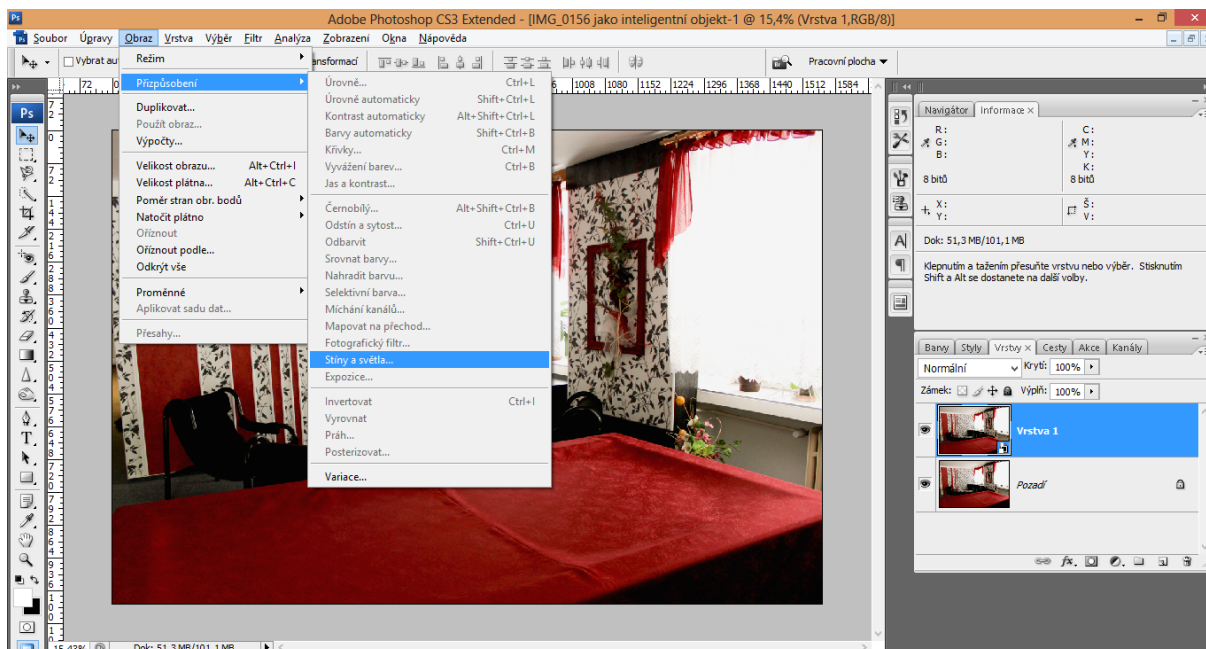 Ps Adobe Photoshop CS3 Extended - [IMG_0156 jako inteligentní objekt-1 @ 15,4% (Vrstva 1,RGB/8)]
Soubor Úpravy Obraz Vrstva Výběr Filtr Analýza Zobrazení Okna Nápověda
Vybrat au
ansformací
Pracovní plocha
72
1008 1080 1152 1224 1296 1368 1440 1512 1584
Ps
Režim
Přizpůsobení
Duplikovat...
Použít obraz...
Výpočty...
Velikost obrazu... Alt+Ctrl+I
Velikost plátna... Alt+Ctrl+C
Poměr stran obr. bodů
Natočit plátno
Oříznout
Oříznout podle...
Odkrýt vše
Proměnné
Aplikovat sadu dat...
Přesahy...
Úrovně... Ctrl+L
Úrovně automaticky Shift+Ctrl+L
Kontrast automaticky Alt+Shift+Ctrl+L
Barvy automaticky Shift+Ctrl+B
Křivky... Ctrl+M
Vyvážení barev... Ctrl+B
Jas a kontrast...
Černobílý... Alt+Shift+Ctrl+B
Odstín a sytost... Ctrl+U
Odbarvit Shift+Ctrl+U
Srovnat barvy...
Nahradit barvu...
Selektivní barva...
Míchání kanálů...
Mapovat na přechod...
Fotografický filtr...
Stíny a světla...
Expozice...
Invertovat Ctrl+I
Vyrovnat
Práh...
Posterizovat...
Variace...
Navigátor Informace ×
R: C:
G: M:
B: Y:
K:
8 bitů 8 bitů
X: Š:
Y: V:
Dok: 51,3 MB/101,1 MB
Klepnutím a tažením přesuňte vrstvu nebo výběr. Stisknutím
Shift a Alt se dostanete na další volby.
Barvy Styly Vrstvy × Cesty Akce Kanály
Normální Krytí: 100%
Zámek: Výplň: 100%
Vrstva 1
Pozadí
15,43% Dok: 51,3 MB/101,1 MB